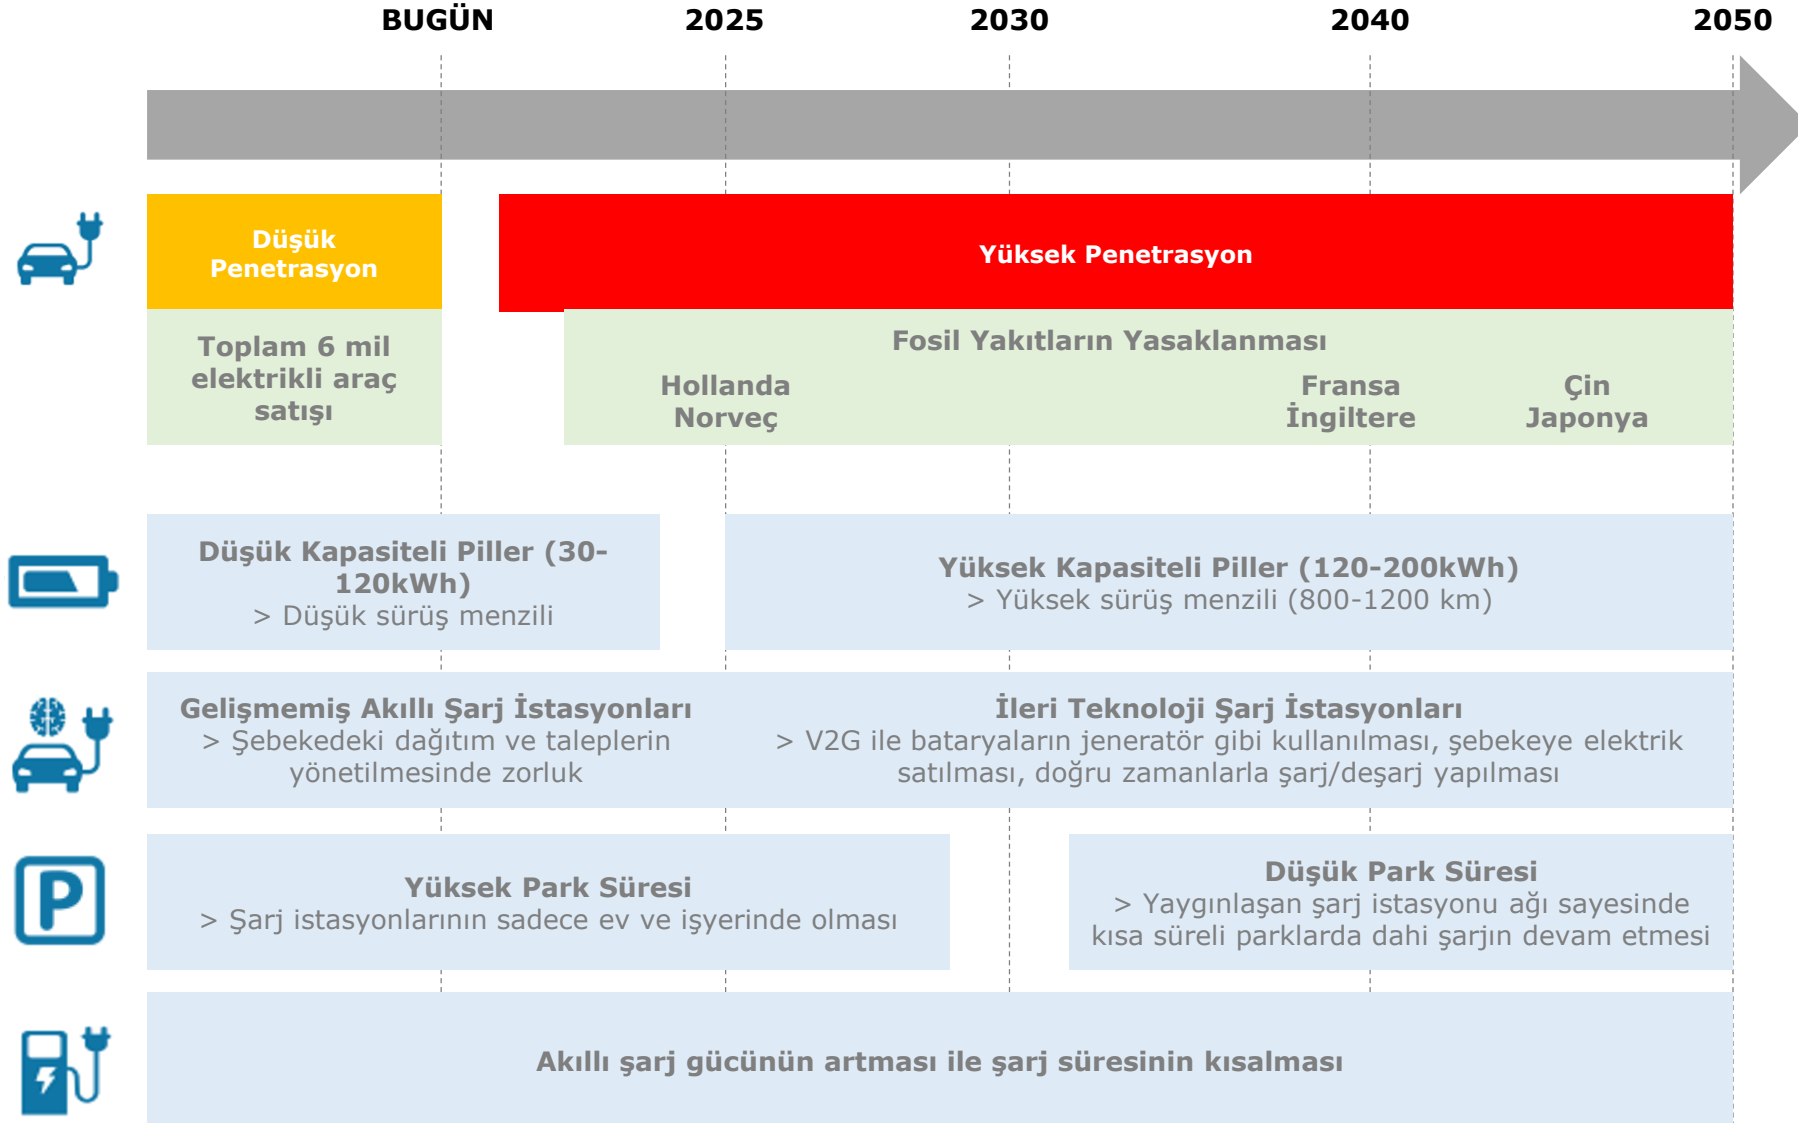 BUGÜN 2025 2030 2040 2050
Düşük
Penetrasyon
Yüksek Penetrasyon
Toplam 6 mil
elektrikli araç
satışı
Fosil Yakıtların Yasaklanması
Hollanda
Norveç
Fransa
İngiltere
Çin
Japonya
Düşük Kapasiteli Piller (30-
120kWh)
> Düşük sürüş menzili
Yüksek Kapasiteli Piller (120-200kWh)
> Yüksek sürüş menzili (800-1200 km)
Gelişmemiş Akıllı Şarj İstasyonları
> Şebekedeki dağıtım ve taleplerin
yönetilmesinde zorluk
İleri Teknoloji Şarj İstasyonları
> V2G ile bataryaların jeneratör gibi kullanılması, şebekeye elektrik
satılması, doğru zamanlarla şarj/deşarj yapılması
P
Yüksek Park Süresi
> Şarj istasyonlarının sadece ev ve işyerinde olması
Düşük Park Süresi
> Yaygınlaşan şarj istasyonu ağı sayesinde
kısa süreli parklarda dahi şarjın devam etmesi
Akıllı şarj gücünün artması ile şarj süresinin kısalması